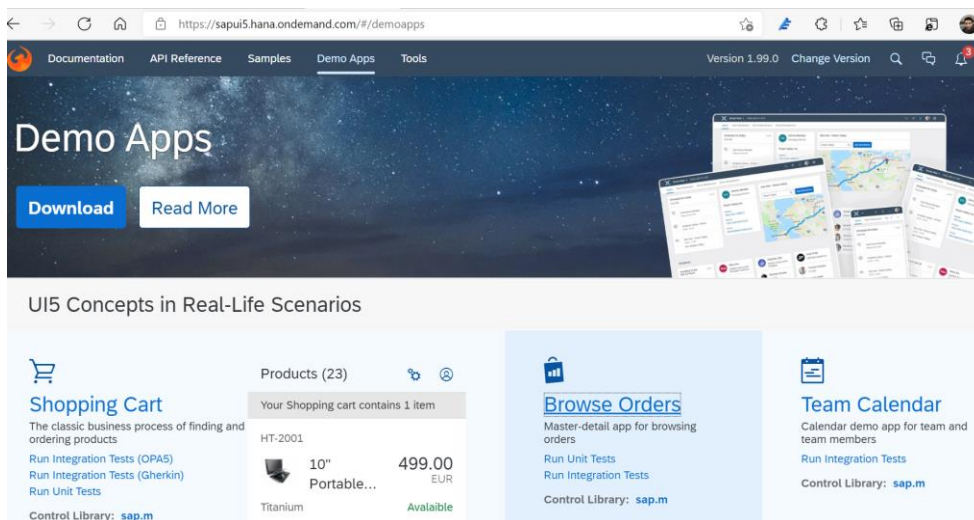 https://sapui5.hana.ondemand.com/#/demoapps
Documentation API Reference Samples Demo Apps Tools Version 1.99.0 Change Version 3
Demo Apps
Download Read More
UI5 Concepts in Real-Life Scenarios
Shopping Cart
The classic business process of finding and
ordering products
Run Integration Tests (OPA5)
Run Integration Tests (Gherkin)
Run Unit Tests
Control Library: sap.m
Products (23)
Your Shopping cart contains 1 item
HT-2001
10" 499.00
Portable... EUR
Titanium Avalaible
Browse Orders
Master-detail app for browsing
orders
Run Unit Tests
Run Integration Tests
Control Library: sap.m
Team Calendar
Calendar demo app for team and
team members
Run Integration Tests
Control Library: sap.m